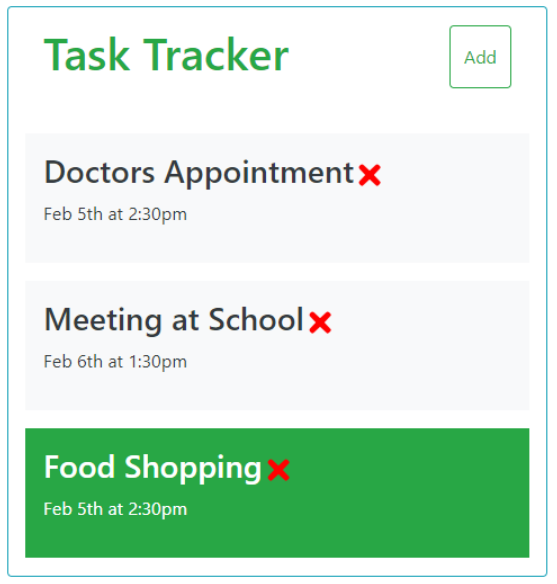 Task Tracker
Add
Doctors Appointment
Feb 5th at 2:30pm
Meeting at School
Feb 6th at 1:30pm
Food Shopping
Feb 5th at 2:30pm